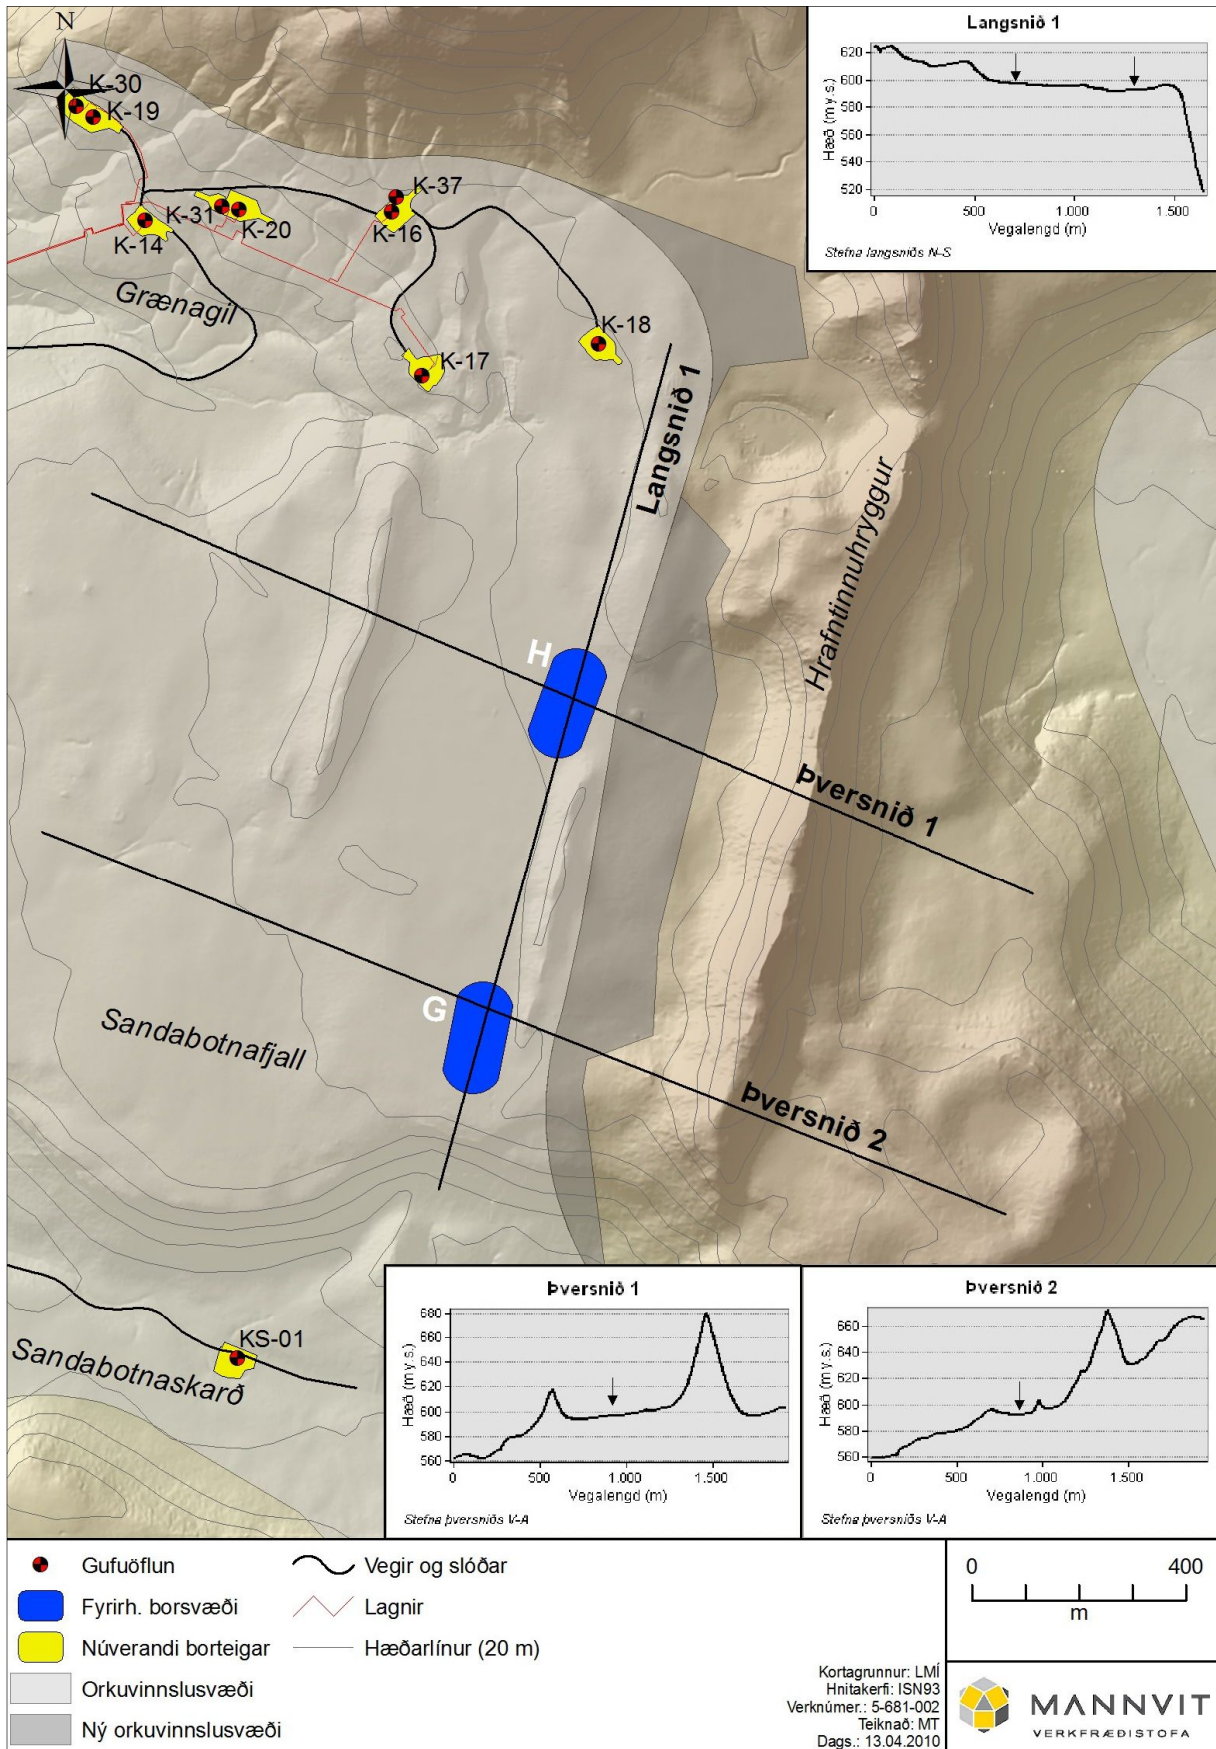 N
K-30
K-19
K-37
K-31
K-20
K-16
K-14
Grænagil
K-18
K-17
Langsnið 1
620
600
580
560
540
520
Hæð (m y.s.)
0
500
1.000
1.500
Vegalengd (m)
Stefna langsniðs N-S
Langsnið 1
Hrafntinnuhryggur
H
Þversnið 1
G
Sandabotnafjall
Þversnið 2
KS-01
Sandabotnaskarð
Þversnið 1
680
660
640
620
600
580
560
Hæð (m y.s.)
0
500
1.000
1.500
Vegalengd (m)
Stefna þversniðs V-A
Þversnið 2
660
640
620
600
580
560
Hæð (m y.s.)
0
500
1.000
1.500
Vegalengd (m)
Stefna þversniðs V-A
Gufuöflun
Vegir og slóðar
Fyrirh. borsvæði
Lagnir
Núverandi borteigar
Hæðarlínur (20 m)
Orkuvinnslusvæði
Ný orkuvinnslusvæði
0 400
m
Kortagrunnur: LMÍ
Hnitakerfi: ISN93
Verknúmer.: 5-681-002
Teiknað: MT
Dags.: 13.04.2010
MANNVIT
VERKFRÆÐISTOFA